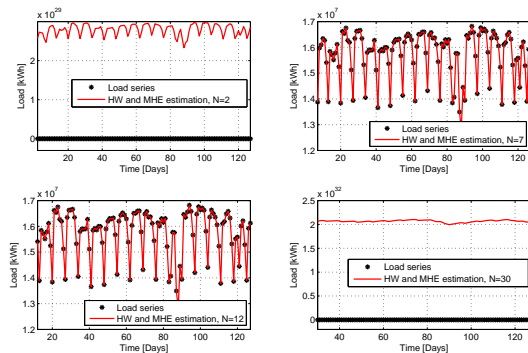 x 10^29
2
0
Load [kWh]
Load series
HW and MHE estimation, N=2
20 40 60 80 100 120
Time [Days]
x 10^7
1.7
1.6
1.5
1.4
1.3
1.2
Load [kWh]
Load series
HW and MHE estimation, N=7
20 40 60 80 100 120
Time [Days]
x 10^7
1.7
1.6
1.5
1.4
1.3
1.2
Load [kWh]
Load series
HW and MHE estimation, N=12
20 40 60 80 100 120
Time [Days]
x 10^32
2.5
2
1.5
1
0.5
0
Load [kWh]
Load series
HW and MHE estimation, N=30
40 60 80 100 120
Time [Days]